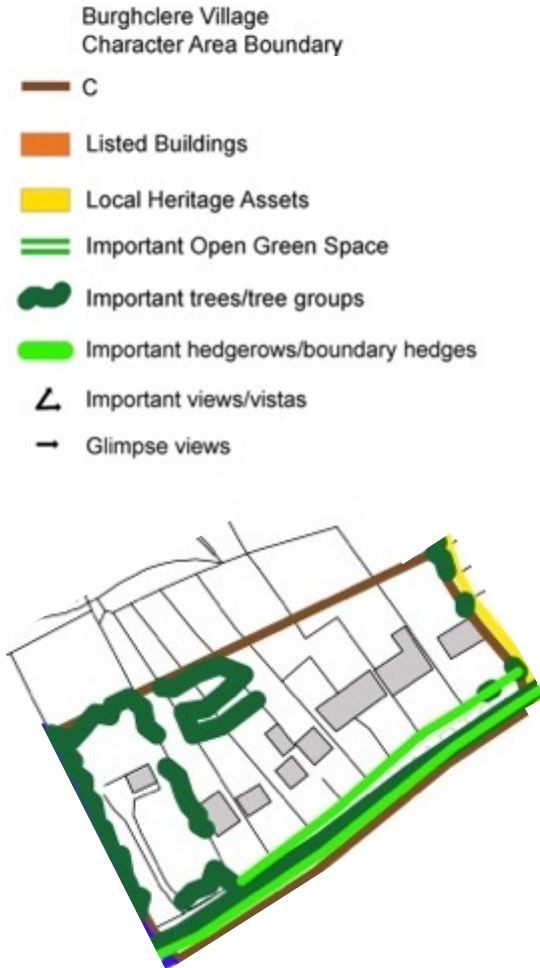 Burghclere Village
Character Area Boundary
C
Listed Buildings
Local Heritage Assets
Important Open Green Space
Important trees/tree groups
Important hedgerows/boundary hedges
Important views/vistas
Glimpse views